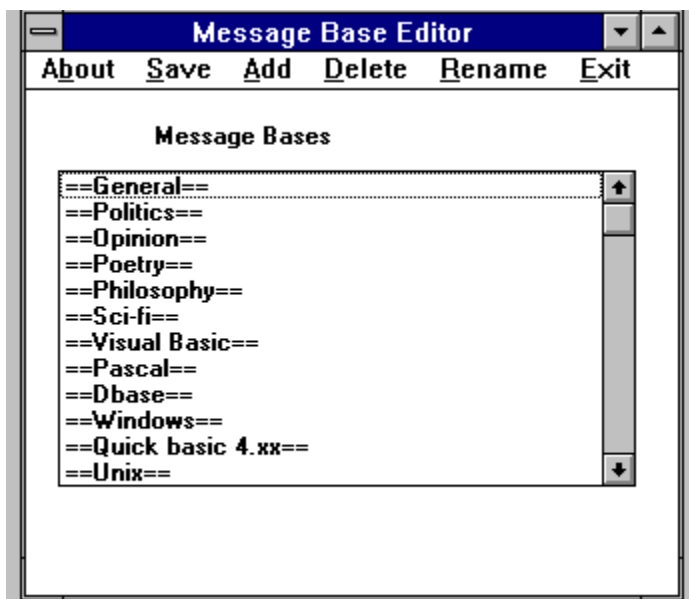 Message Base Editor
About Save Add Delete Rename Exit
Message Bases
==General==
==Politics==
==Opinion==
==Poetry==
==Philosophy==
==Sci-fi==
==Visual Basic==
==Pascal==
==Dbase==
==Windows==
==Quick basic 4.xx==
==Unix==